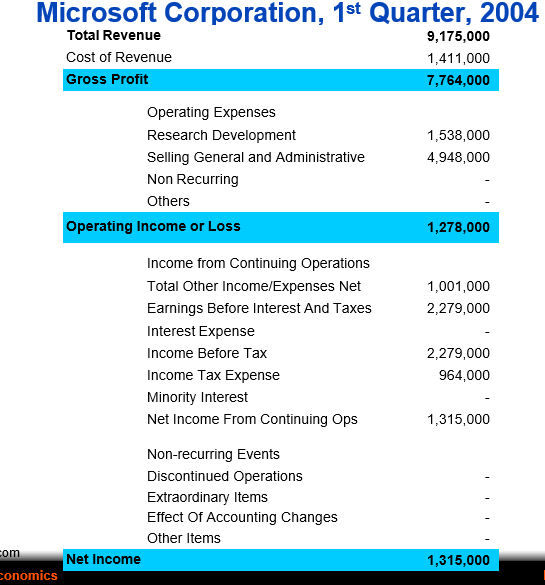 Microsoft Corporation, 1st Quarter, 2004
Total Revenue 9,175,000
Cost of Revenue 1,411,000
Gross Profit 7,764,000
Operating Expenses
Research Development 1,538,000
Selling General and Administrative 4,948,000
Non Recurring -
Others -
Operating Income or Loss 1,278,000
Income from Continuing Operations
Total Other Income/Expenses Net 1,001,000
Earnings Before Interest And Taxes 2,279,000
Interest Expense -
Income Before Tax 2,279,000
Income Tax Expense 964,000
Minority Interest -
Net Income From Continuing Ops 1,315,000
Non-recurring Events
Discontinued Operations -
Extraordinary Items -
Effect Of Accounting Changes -
Other Items -
com
Net Income 1,315,000
conomics